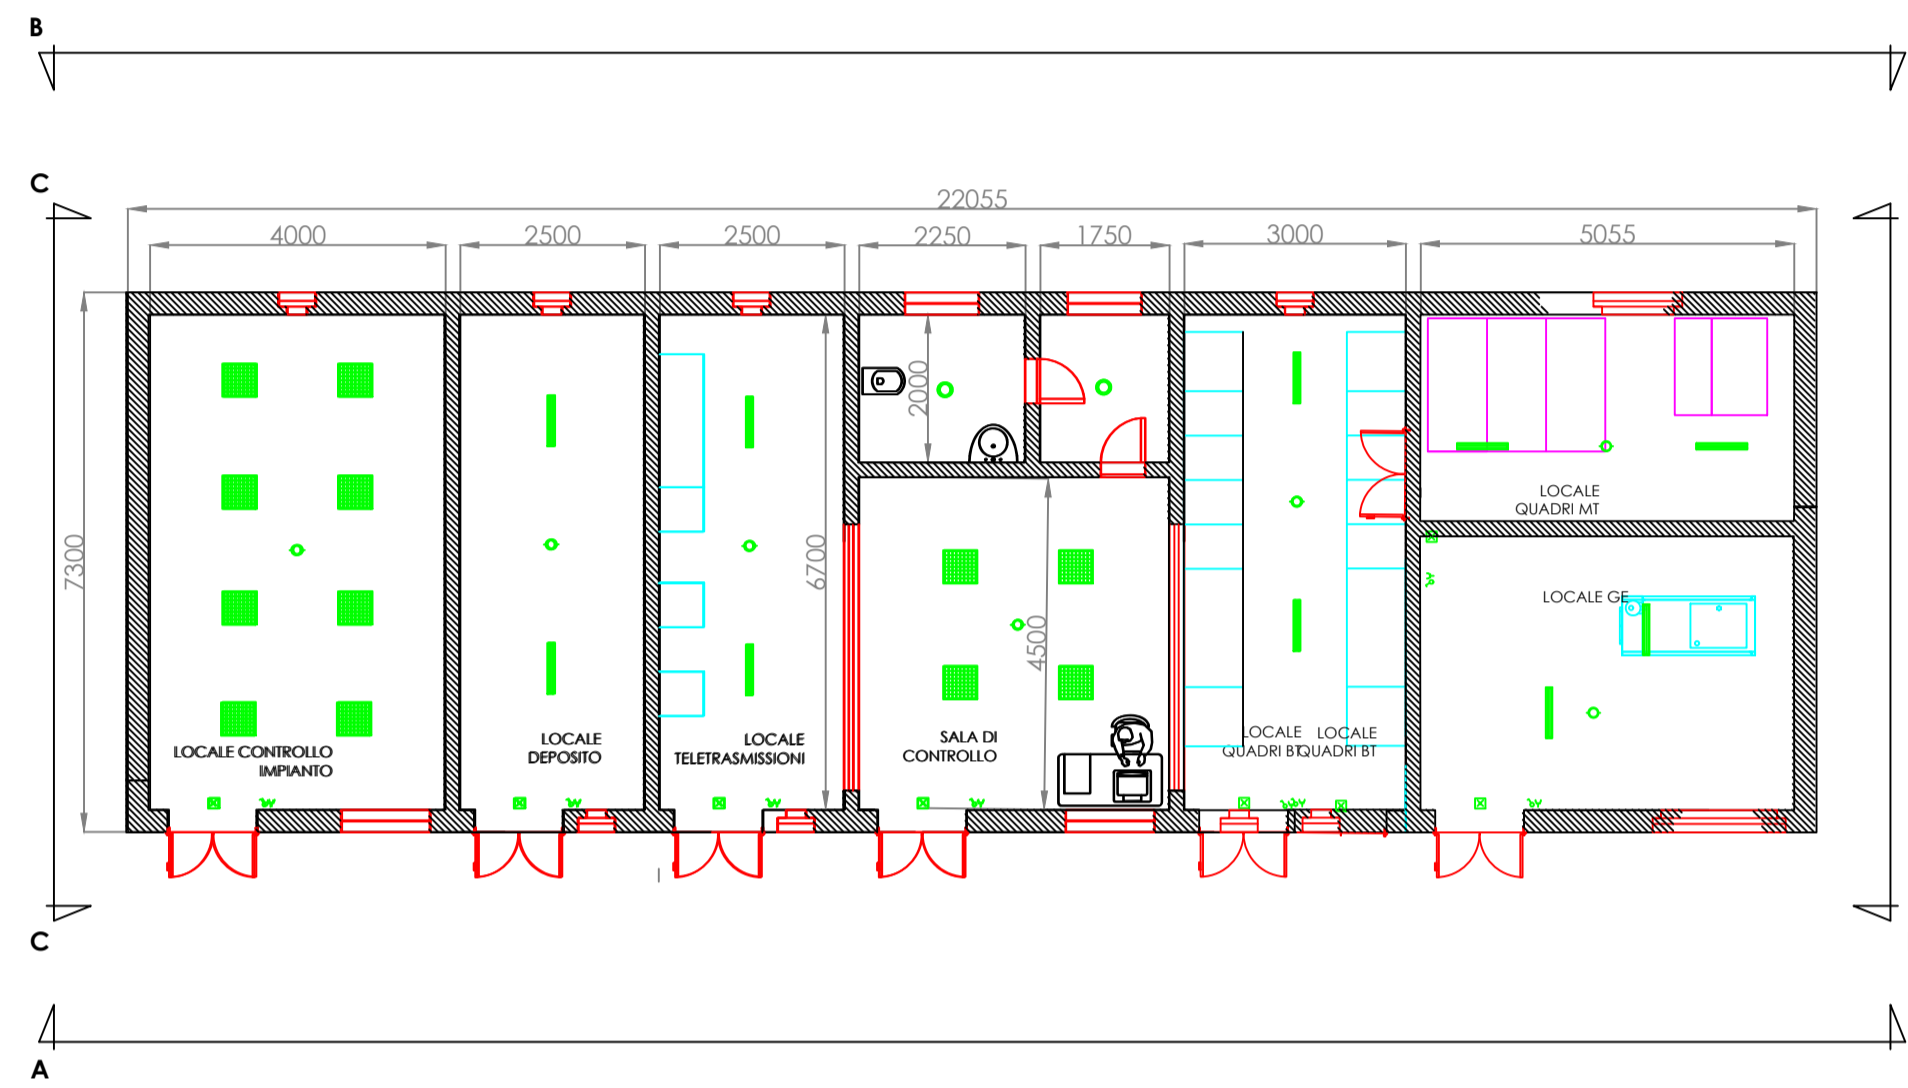 B
C
22055
4000
2500
2500
2250
1750
3000
5055
7300
2000
6700
4500
LOCALE
QUADRI MT
LOCALE GE
LOCALE CONTROLLO
IMPIANTO
LOCALE
DEPOSITO
LOCALE
TELETRASMISSIONI
SALA DI
CONTROLLO
LOCALE
QUADRI BT
LOCALE
QUADRI BT
C
A